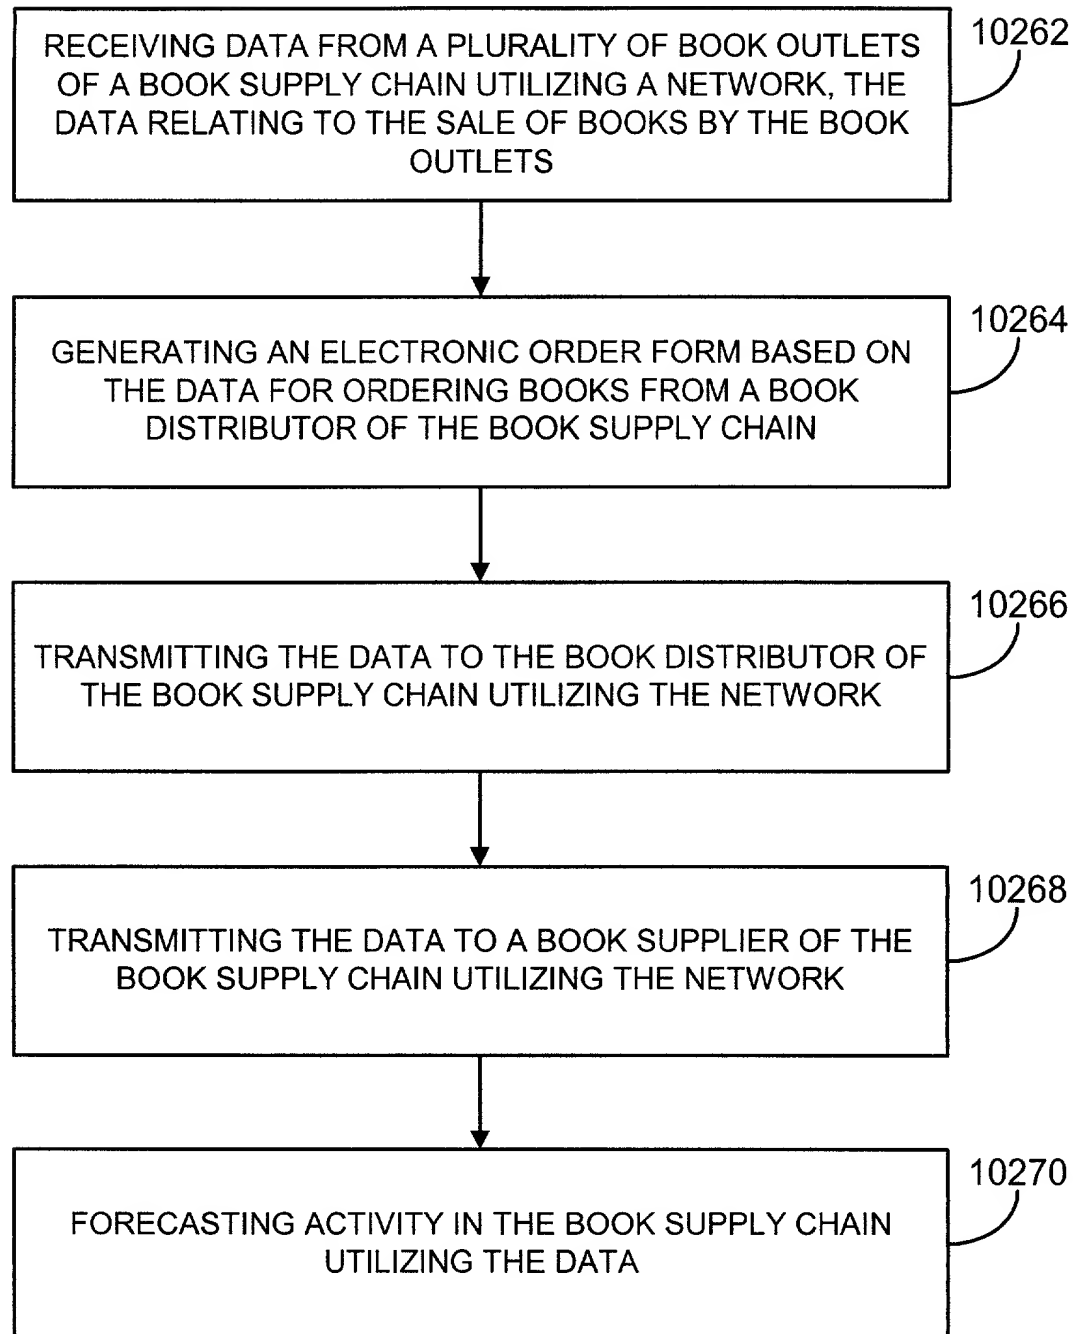 10262
RECEIVING DATA FROM A PLURALITY OF BOOK OUTLETS
OF A BOOK SUPPLY CHAIN UTILIZING A NETWORK, THE
DATA RELATING TO THE SALE OF BOOKS BY THE BOOK
OUTLETS
10264
GENERATING AN ELECTRONIC ORDER FORM BASED ON
THE DATA FOR ORDERING BOOKS FROM A BOOK
DISTRIBUTOR OF THE BOOK SUPPLY CHAIN
10266
TRANSMITTING THE DATA TO THE BOOK DISTRIBUTOR OF
THE BOOK SUPPLY CHAIN UTILIZING THE NETWORK
10268
TRANSMITTING THE DATA TO A BOOK SUPPLIER OF THE
BOOK SUPPLY CHAIN UTILIZING THE NETWORK
10270
FORECASTING ACTIVITY IN THE BOOK SUPPLY CHAIN
UTILIZING THE DATA